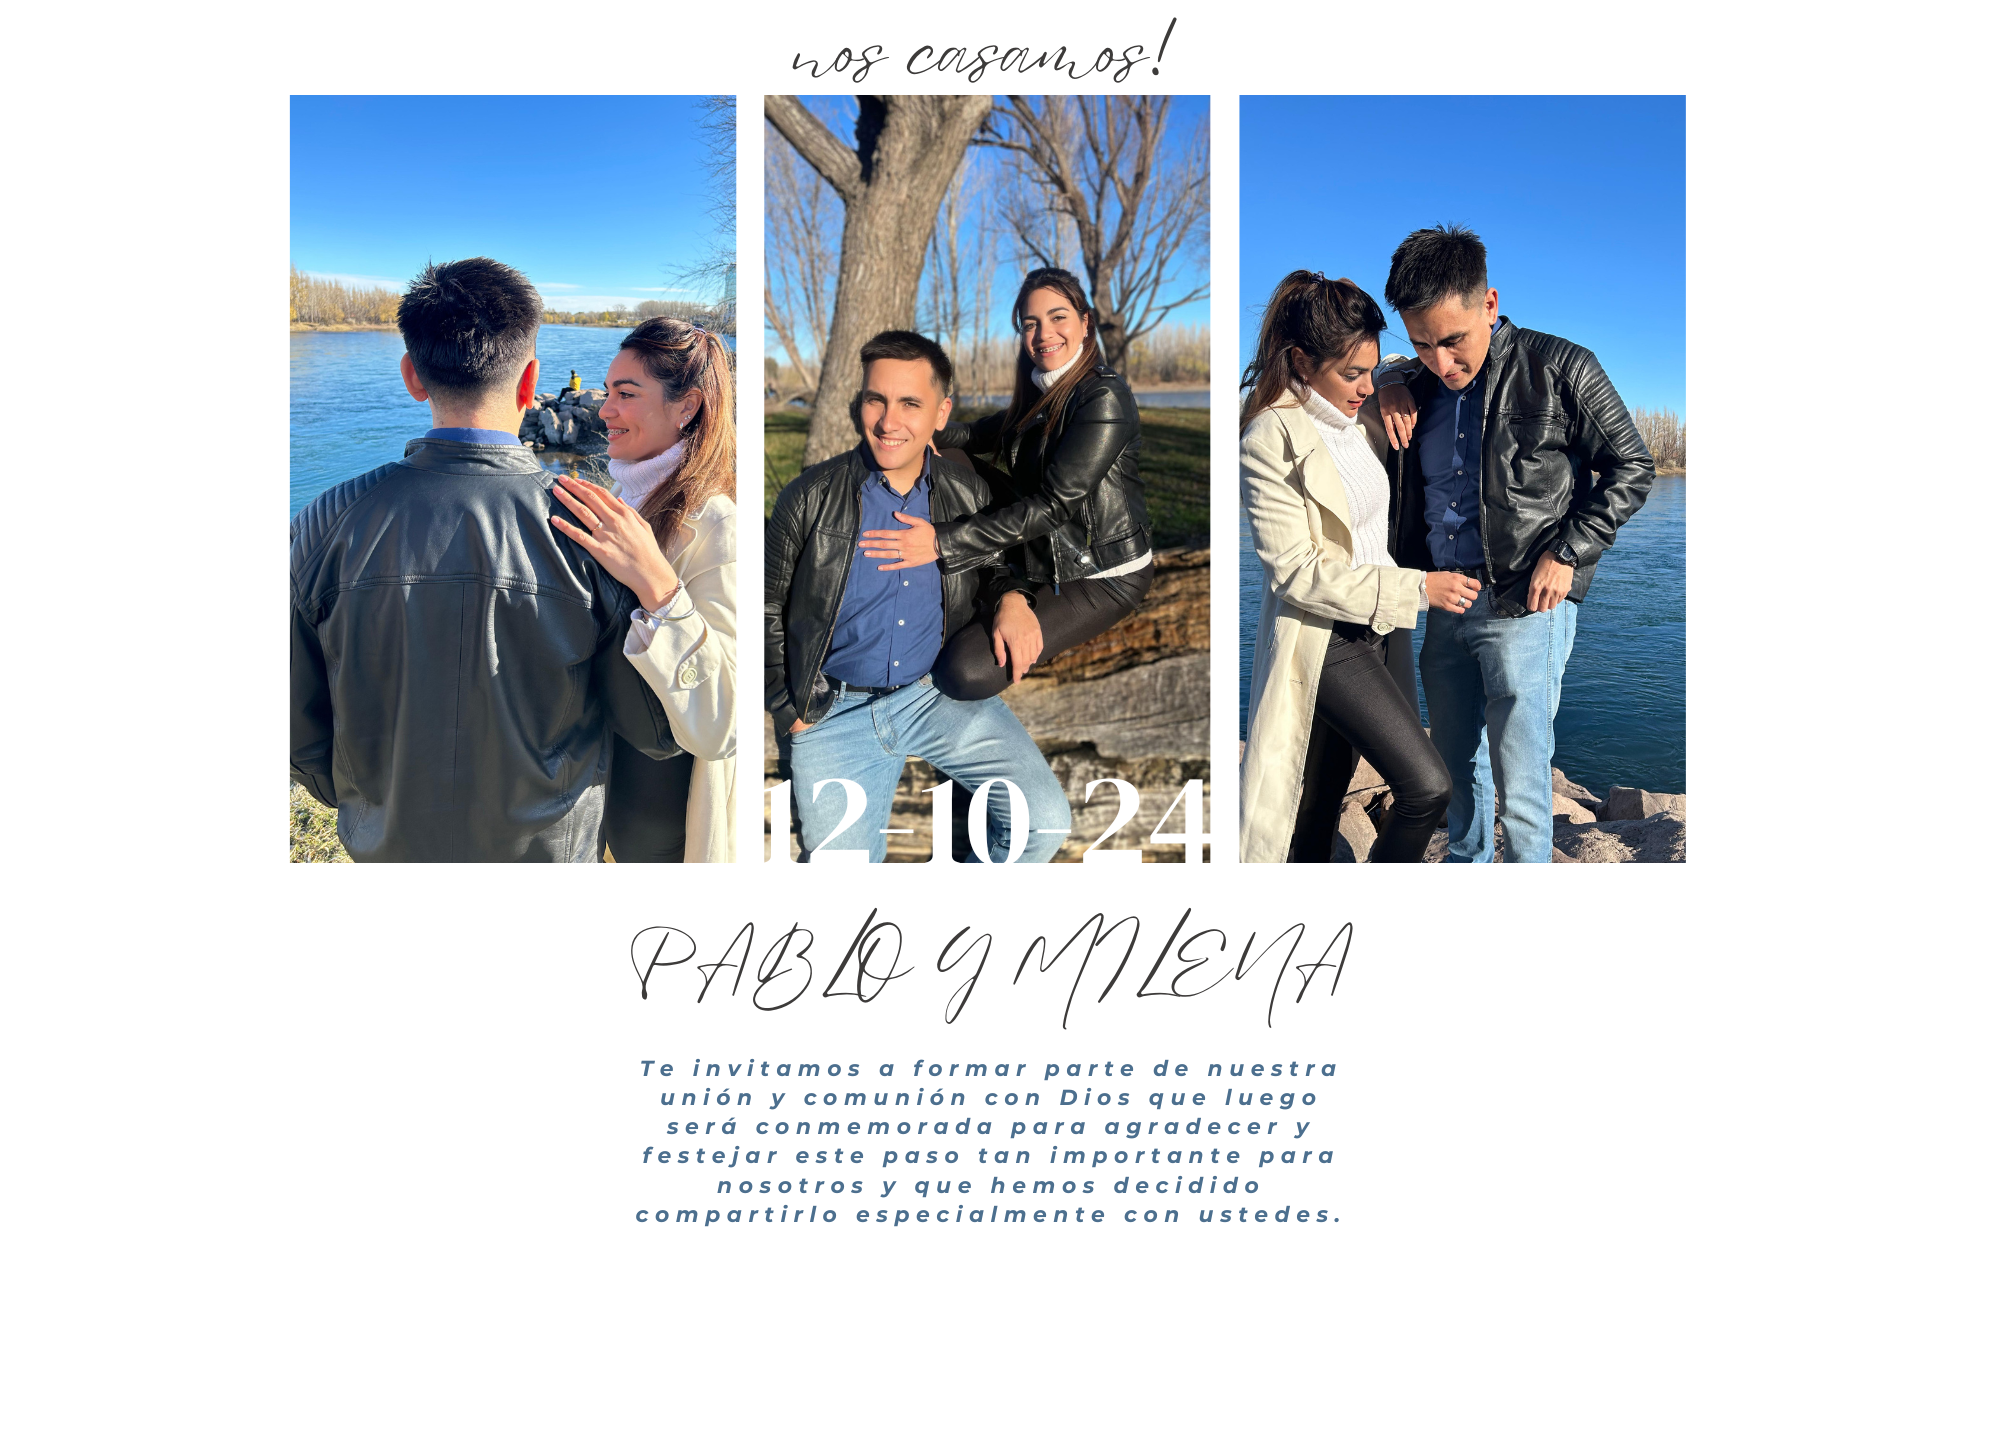 nos casamos!
12-10-24
PABLO Y MILENA
Te invitamos a formar parte de nuestra
unión y comunión con Dios que luego
será conmemorada para agradecer y
festejar este paso tan importante para
nosotros y que hemos decidido
compartirlo especialmente con ustedes.